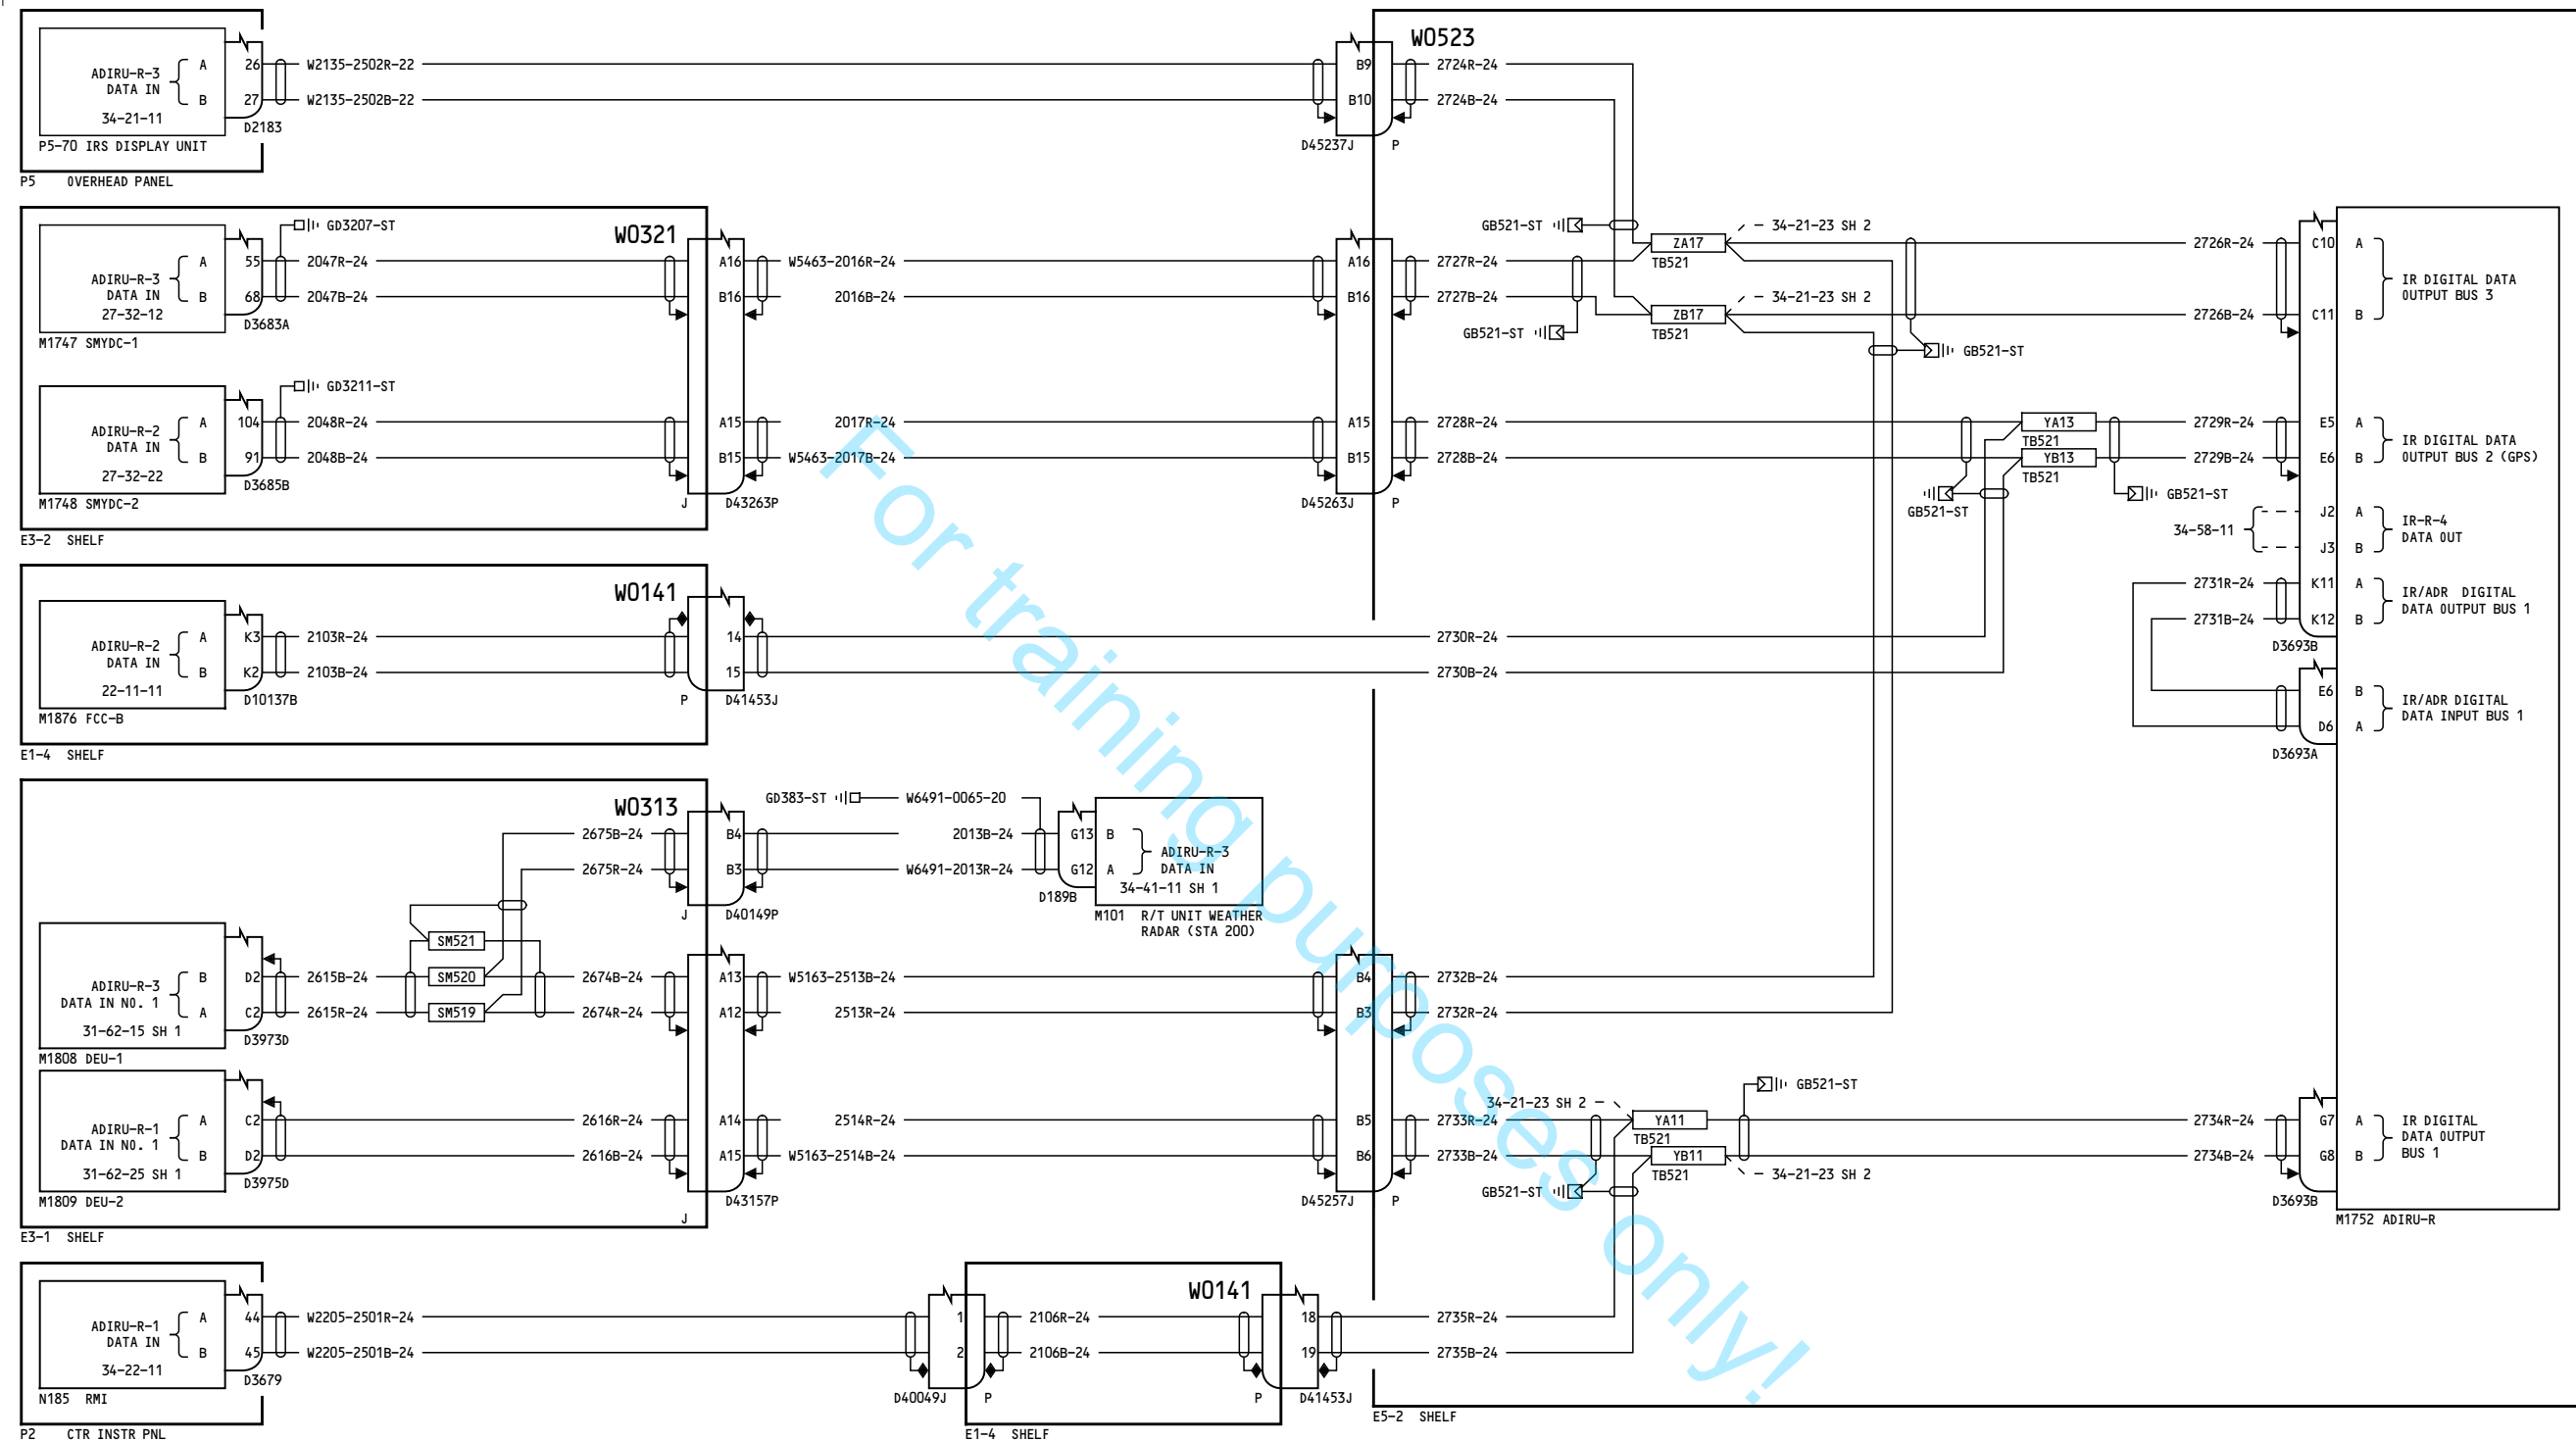 W0523
ADIRU-R-3
DATA IN
A
B
34-21-11
26
27
D2183
W2135-2502R-22
W2135-2502B-22
P5-70 IRS DISPLAY UNIT
P5 OVERHEAD PANEL
B9
B10
D45237J
P
2724R-24
2724B-24
GD3207-ST
W0321
ADIRU-R-3
DATA IN
A
B
27-32-12
55
68
D3683A
2047R-24
2047B-24
M1747 SMYDC-1
A16
B16
W5463-2016R-24
2016B-24
A16
B16
2727R-24
2727B-24
GB521-ST
GB521-ST
ZA17
TB521
34-21-23 SH 2
ZB17
TB521
34-21-23 SH 2
GB521-ST
2726R-24
2726B-24
C10
C11
A
B
IR DIGITAL DATA
OUTPUT BUS 3
GD3211-ST
ADIRU-R-2
DATA IN
A
B
27-32-22
104
91
D3685B
2048R-24
2048B-24
M1748 SMYDC-2
A15
B15
J
D43263P
2017R-24
W5463-2017B-24
A15
B15
D45263J
P
2728R-24
2728B-24
YA13
TB521
YB13
TB521
GB521-ST
GB521-ST
2729R-24
2729B-24
E5
E6
A
B
IR DIGITAL DATA
OUTPUT BUS 2 (GPS)
E3-2 SHELF
34-58-11
J2
J3
A
B
IR-R-4
DATA OUT
W0141
ADIRU-R-2
DATA IN
A
B
22-11-11
K3
K2
D10137B
2103R-24
2103B-24
M1876 FCC-B
14
15
P
D41453J
2730R-24
2730B-24
E1-4 SHELF
2731R-24
2731B-24
K11
K12
A
B
IR/ADR DIGITAL
DATA OUTPUT BUS 1
D3693B
E6
D6
B
A
IR/ADR DIGITAL
DATA INPUT BUS 1
D3693A
W0313
2675B-24
2675R-24
B4
B3
J
D40149P
GD383-ST
W6491-0065-20
2013B-24
W6491-2013R-24
G13
G12
D189B
B
A
ADIRU-R-3
DATA IN
34-41-11 SH 1
M101 R/T UNIT WEATHER
RADAR (STA 200)
ADIRU-R-3
DATA IN NO. 1
B
A
31-62-15 SH 1
D2
C2
D3973D
2615B-24
2615R-24
SM521
SM520
SM519
2674B-24
2674R-24
M1808 DEU-1
A13
A12
W5163-2513B-24
2513R-24
B4
B3
2732B-24
2732R-24
ADIRU-R-1
DATA IN NO. 1
A
B
31-62-25 SH 1
C2
D2
D3975D
2616R-24
2616B-24
M1809 DEU-2
A14
A15
J
D43157P
2514R-24
W5163-2514B-24
B5
B6
D45257J
P
2733R-24
2733B-24
34-21-23 SH 2
YA11
TB521
YB11
TB521
34-21-23 SH 2
GB521-ST
GB521-ST
2734R-24
2734B-24
G7
G8
A
B
IR DIGITAL
DATA OUTPUT
BUS 1
D3693B
M1752 ADIRU-R
E3-1 SHELF
ADIRU-R-1
DATA IN
A
B
34-22-11
44
45
D3679
W2205-2501R-24
W2205-2501B-24
N185 RMI
P2 CTR INSTR PNL
1
2
D40049J
P
W0141
2106R-24
2106B-24
18
19
P
D41453J
2735R-24
2735B-24
E1-4 SHELF
E5-2 SHELF
For training purposes only!